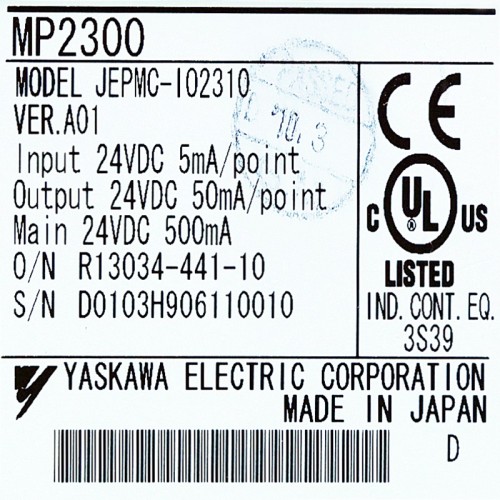 MP2300
MODEL JEPMC-IO2310
VER.A01
Input 24VDC 5mA/point
Output 24VDC 50mA/point
Main 24VDC 500mA
O/N R13034-441-10
S/N D0103H906110010
CE
C UL US
®
LISTED
IND. CONT. EQ.
3S39
YASKAWA ELECTRIC CORPORATION
MADE IN JAPAN
D